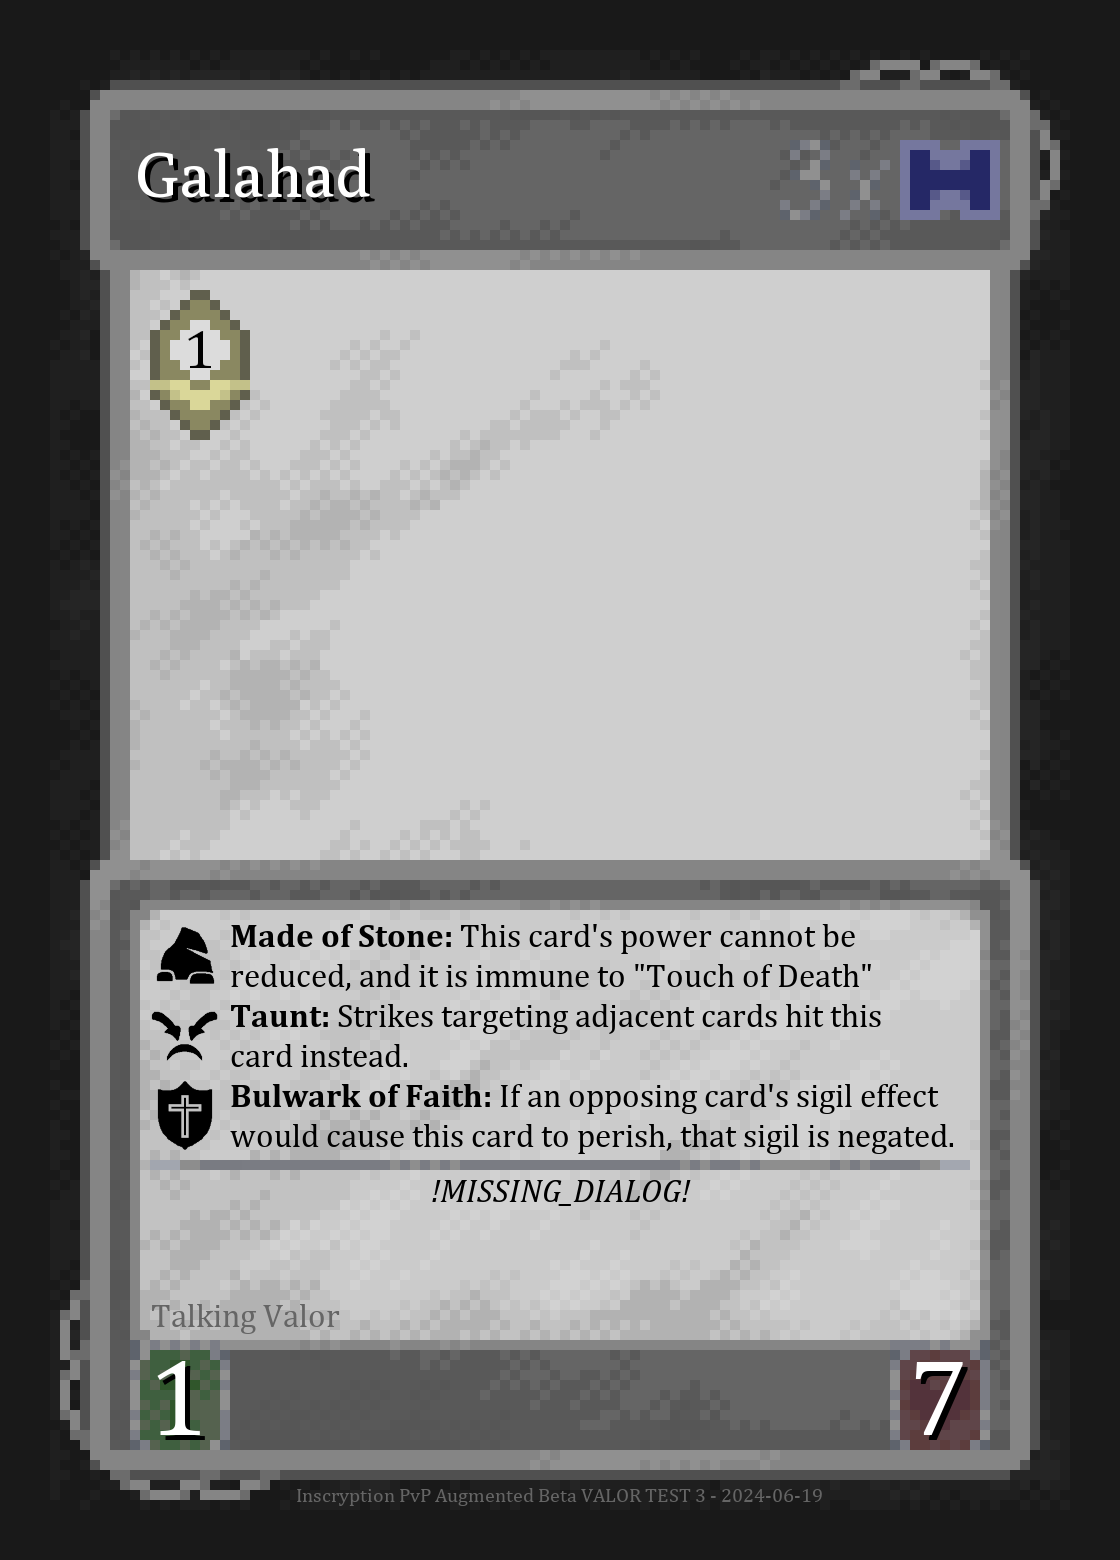 Galahad 3x
1
Made of Stone: This card's power cannot be
reduced, and it is immune to "Touch of Death"
Taunt: Strikes targeting adjacent cards hit this
card instead.
Bulwark of Faith: If an opposing card's sigil effect
would cause this card to perish, that sigil is negated.
!MISSING_DIALOG!
Talking Valor
1 7
Inscryption PvP Augmented Beta VALOR TEST 3 - 2024-06-19